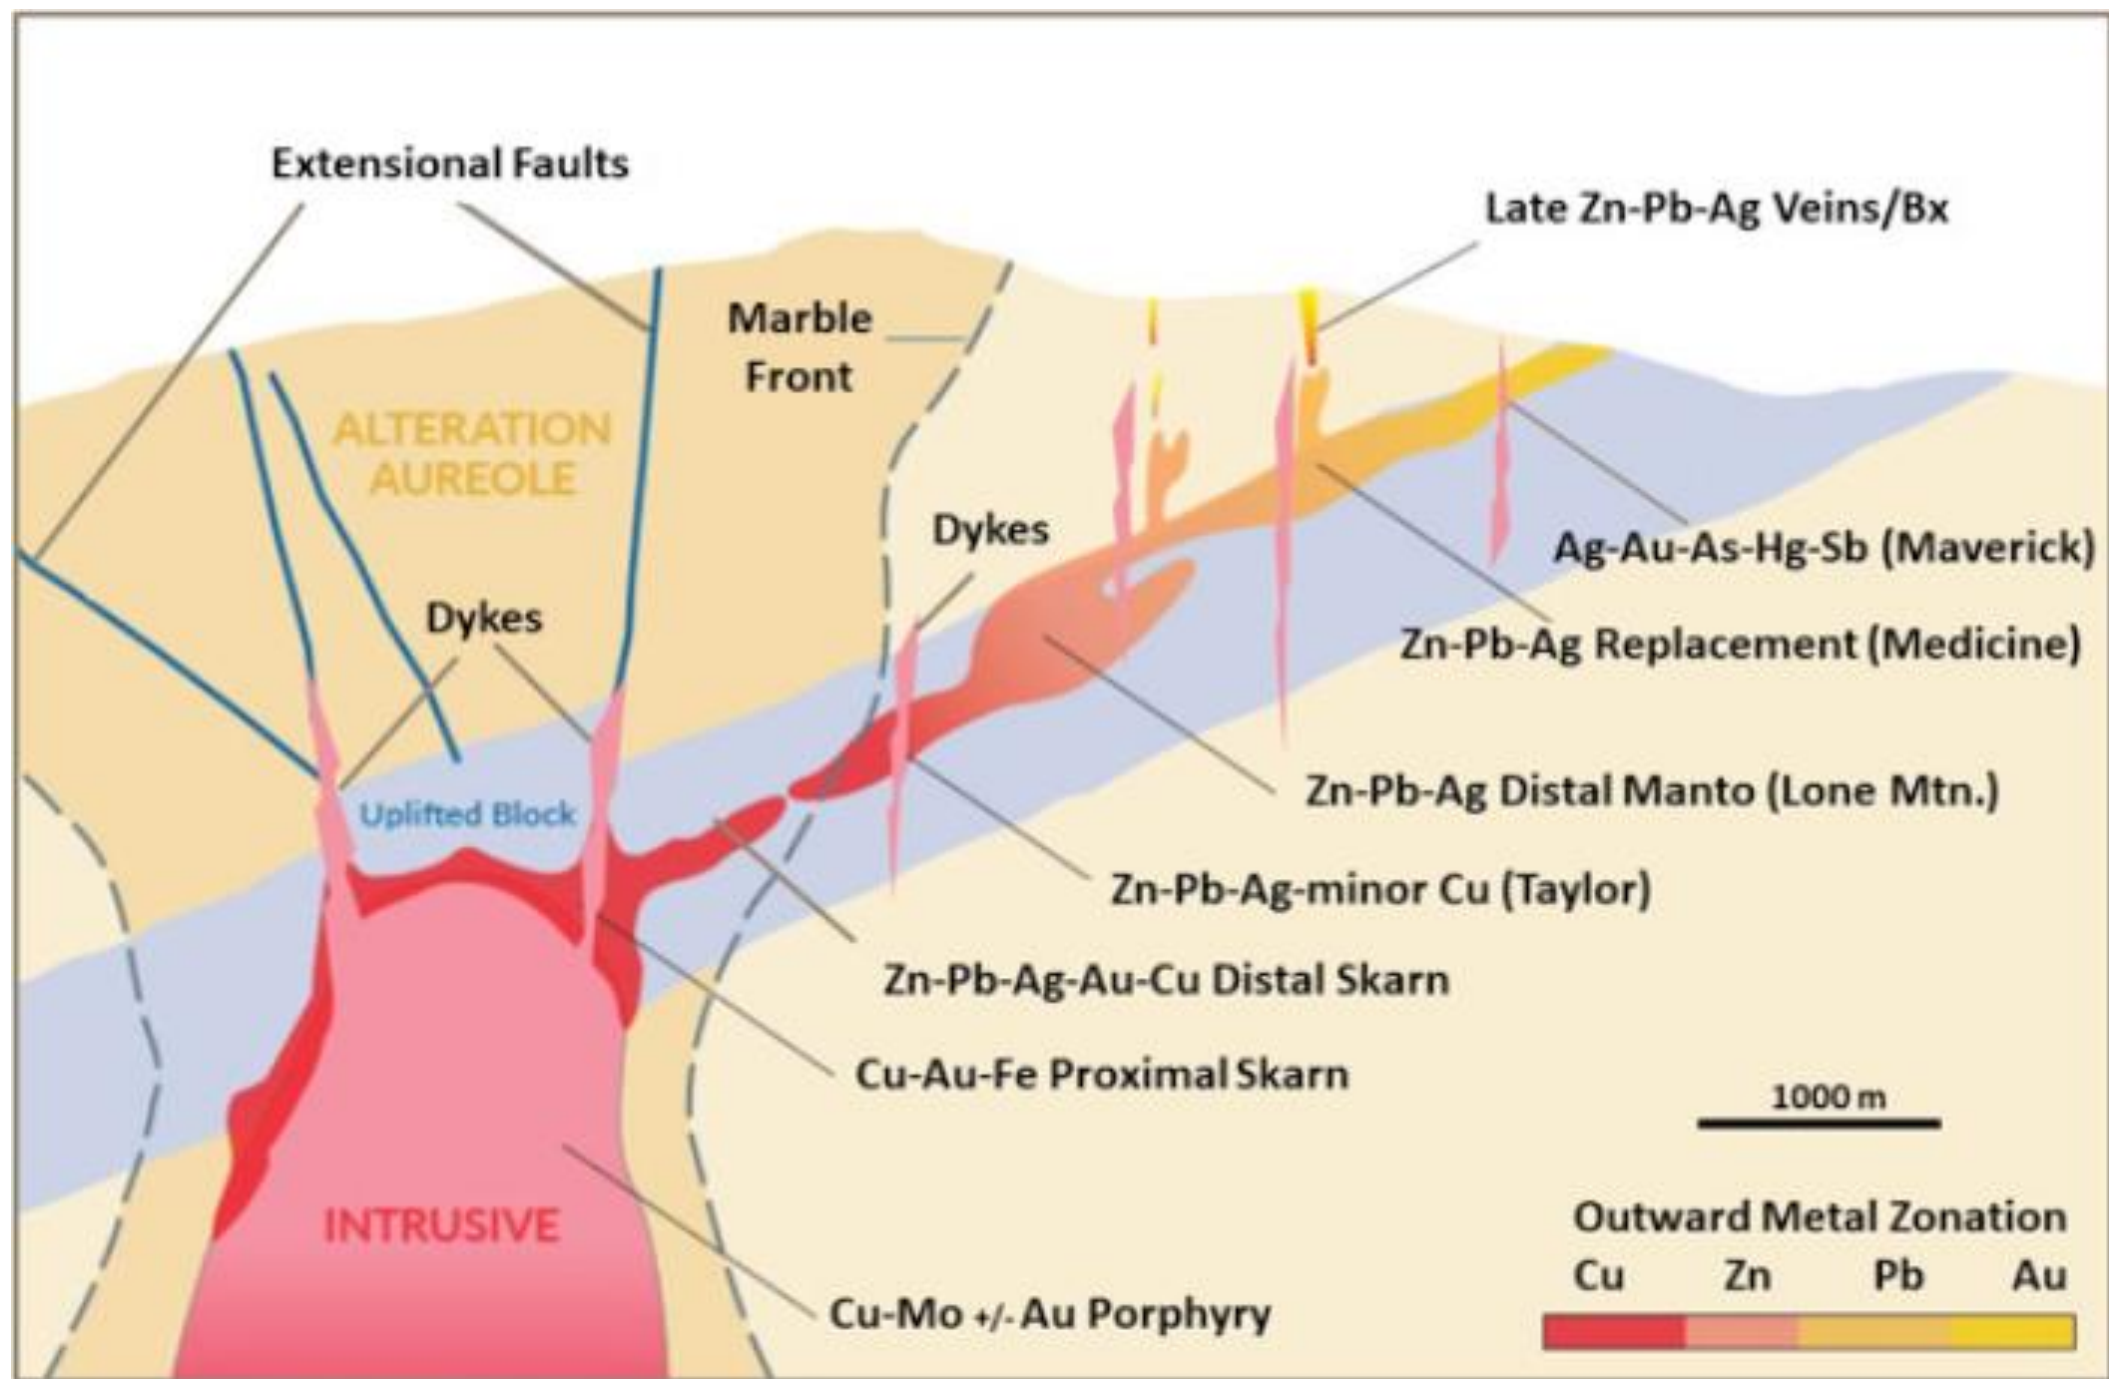 Extensional Faults
Late Zn-Pb-Ag Veins/Bx
Marble
Front
ALTERATION
AUREOLE
Dykes
Ag-Au-As-Hg-Sb (Maverick)
Dykes
Zn-Pb-Ag Replacement (Medicine)
Uplifted Block
Zn-Pb-Ag Distal Manto (Lone Mtn.)
Zn-Pb-Ag-minor Cu (Taylor)
Zn-Pb-Ag-Au-Cu Distal Skarn
Cu-Au-Fe Proximal Skarn
1000 m
INTRUSIVE
Outward Metal Zonation
Cu Zn Pb Au
Cu-Mo +/- Au Porphyry